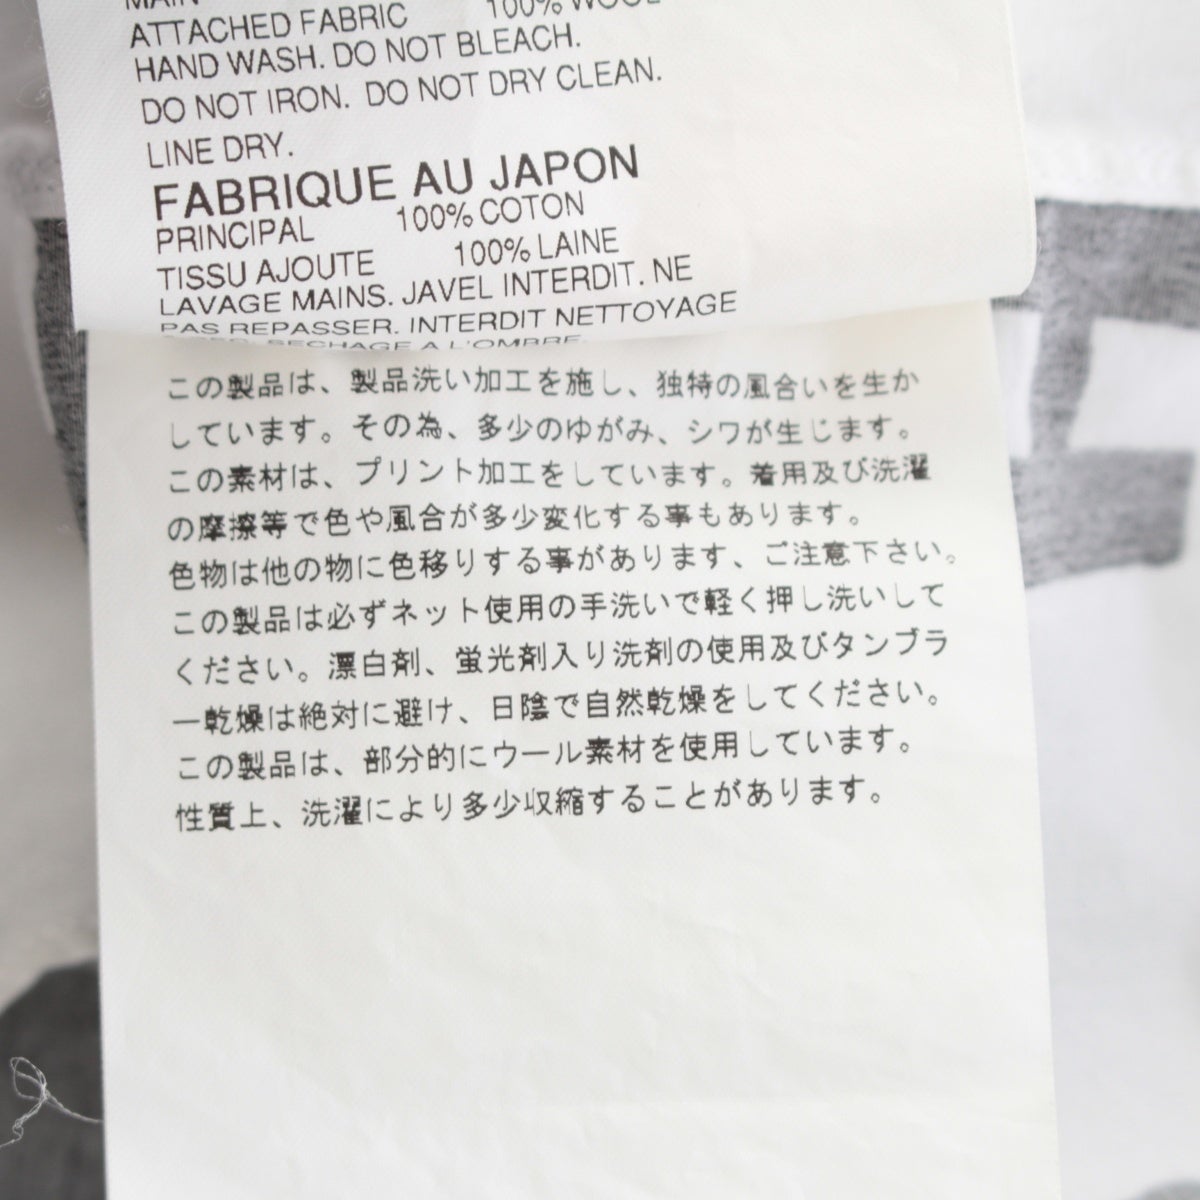 MAIN 100% WOOL
ATTACHED FABRIC
HAND WASH. DO NOT BLEACH.
DO NOT IRON. DO NOT DRY CLEAN.
LINE DRY.
FABRIQUE AU JAPON
PRINCIPAL 100% COTON
TISSU AJOUTE 100% LAINE
LAVAGE MAINS. JAVEL INTERDIT. NE
PAS REPASSER. INTERDIT NETTOYAGE
SECHAGE A L'OMBRE.
この製品は、製品洗い加工を施し、独特の風合いを生か
しています。その為、多少のゆがみ、シワが生じます。
この素材は、プリント加工をしています。着用及び洗濯
の摩擦等で色や風合が多少変化する事もあります。
色物は他の物に色移りする事があります、ご注意下さい。
この製品は必ずネット使用の手洗いで軽く押し洗いして
ください。漂白剤、蛍光剤入り洗剤の使用及びタンブラ
ー乾燥は絶対に避け、日陰で自然乾燥をしてください。
この製品は、部分的にウール素材を使用しています。
性質上、洗濯により多少収縮することがあります。